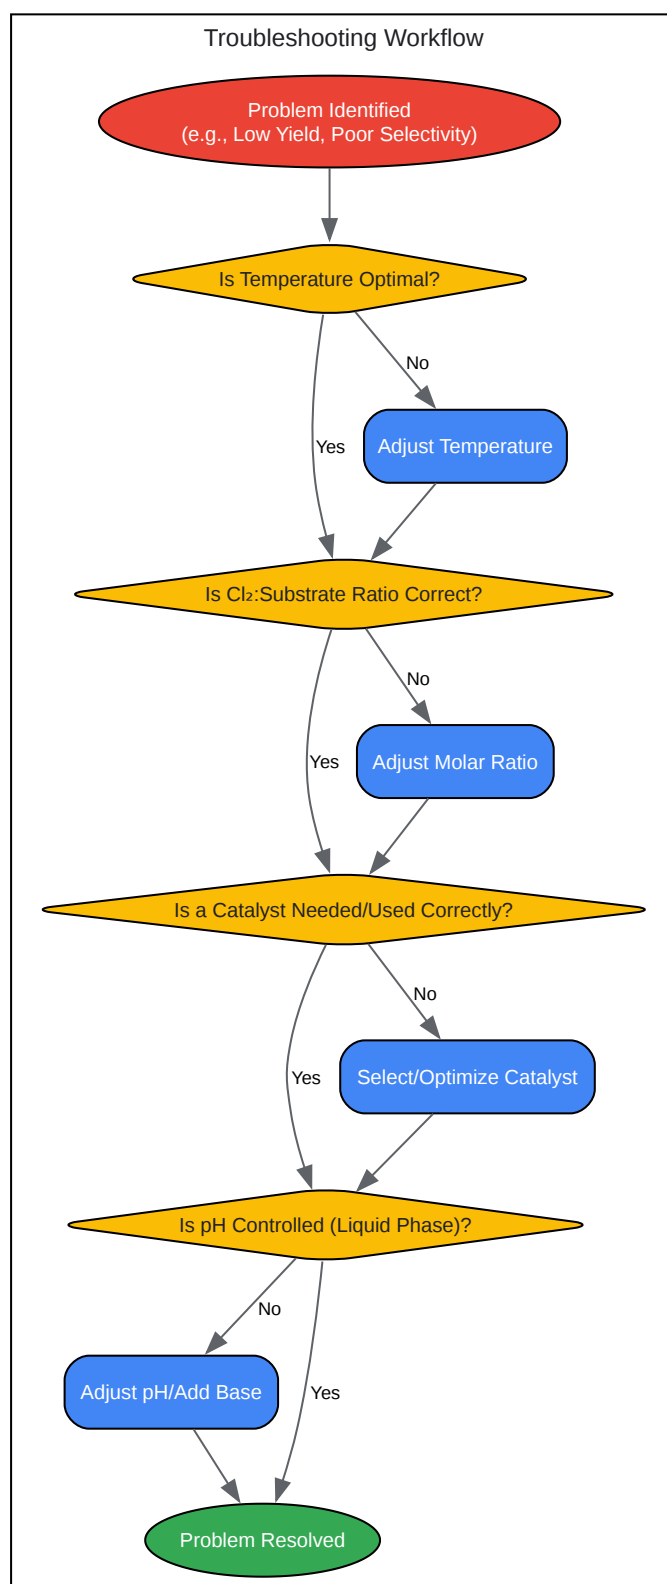 Troubleshooting Workflow
Problem Identified
(e.g., Low Yield, Poor Selectivity)
Is Temperature Optimal?
No
Yes
Adjust Temperature
Is Cl₂:Substrate Ratio Correct?
No
Yes
Adjust Molar Ratio
Is a Catalyst Needed/Used Correctly?
No
Yes
Select/Optimize Catalyst
Is pH Controlled (Liquid Phase)?
No
Adjust pH/Add Base
Yes
Problem Resolved